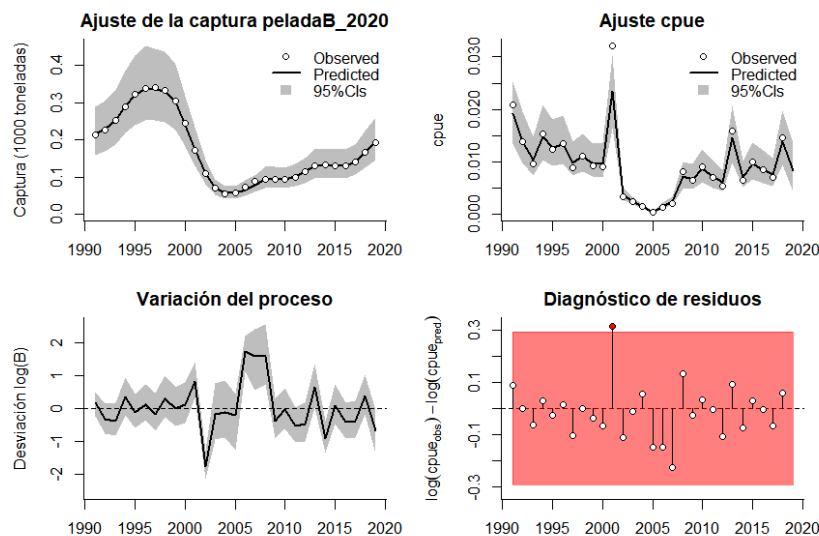 Ajuste de la captura peladaB_2020
Captura (1000 toneladas)
0.0 0.1 0.2 0.3 0.4
Observed
Predicted
95%CIs
1990 1995 2000 2005 2010 2015 2020
Ajuste cpue
cpue
0.000 0.010 0.020 0.030
Observed
Predicted
95%CIs
1990 1995 2000 2005 2010 2015 2020
Variación del proceso
Desviación log(B)
-2 -1 0 1 2
1990 1995 2000 2005 2010 2015 2020
Diagnóstico de residuos
log(cpue_obs) − log(cpue_pred)
-0.3 -0.1 0.1 0.3
1990 1995 2000 2005 2010 2015 2020